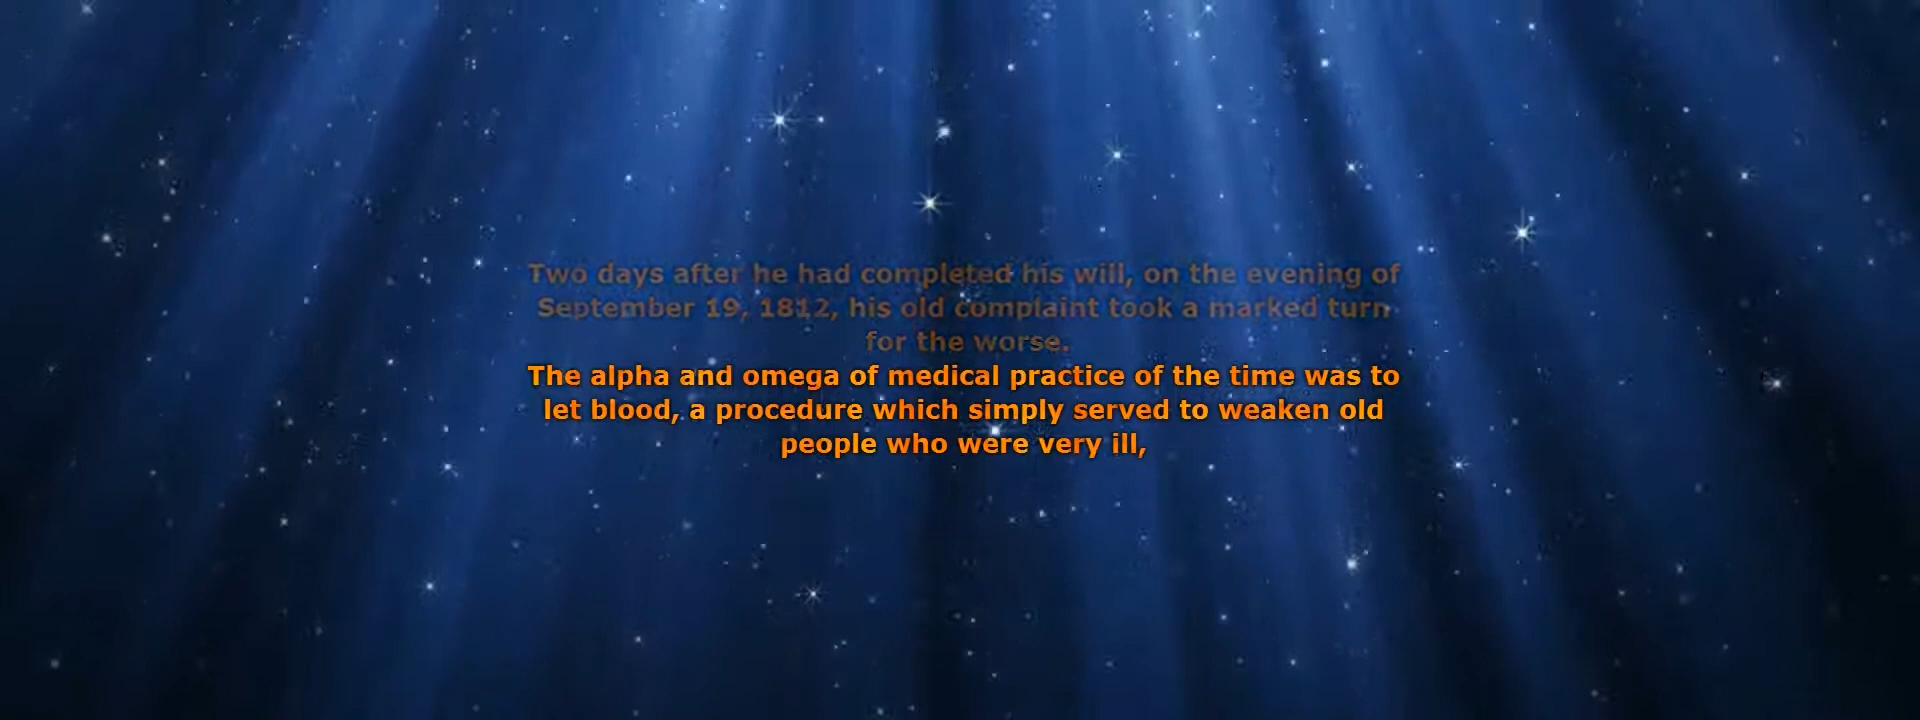 Two days after he had completed his will, on the evening of
September 19, 1812, his old complaint took a marked turn
for the worse.
The alpha and omega of medical practice of the time was to
let blood, a procedure which simply served to weaken old
people who were very ill,